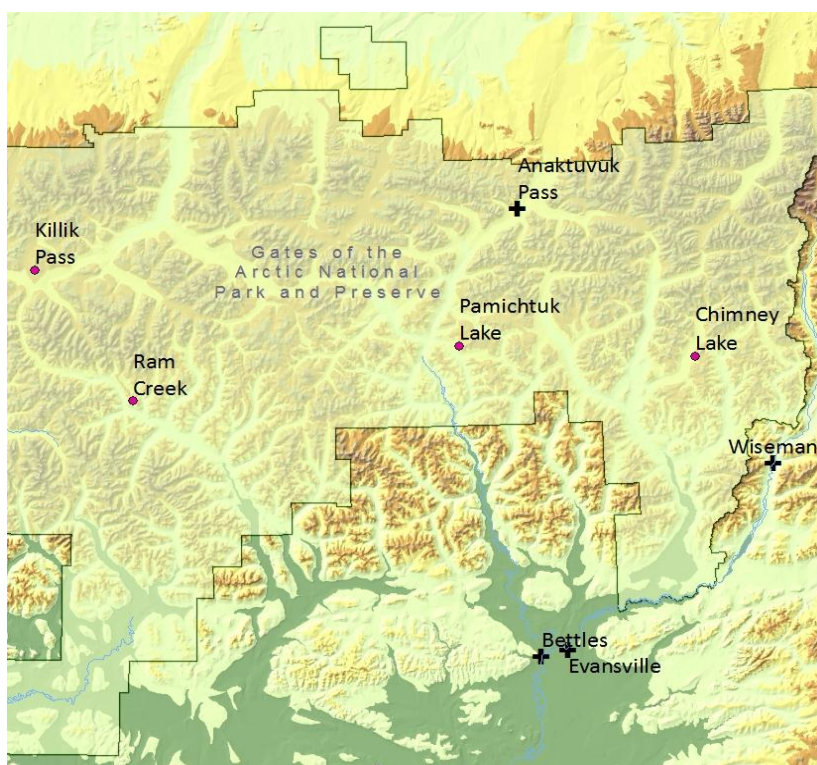 Anaktuvuk
Pass
Killik
Pass
Gates of the
Arctic National
Park and Preserve
Pamichtuk
Lake
Chimney
Lake
Ram
Creek
Wiseman
Bettles
Evansville